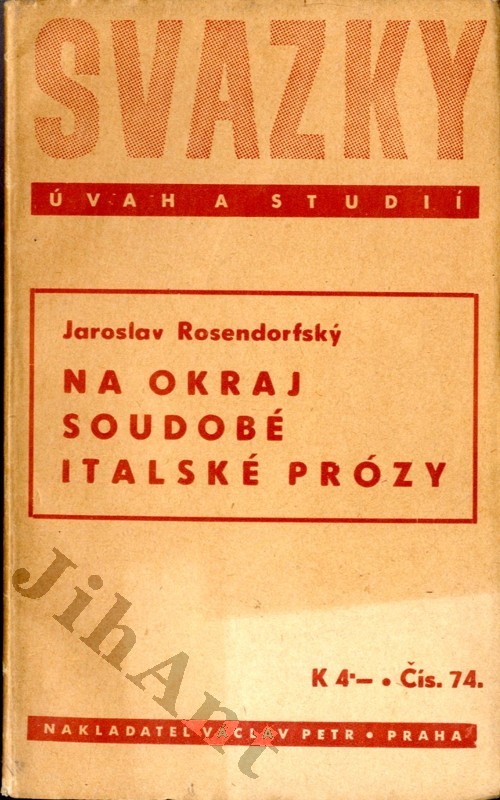 SVAZKY
ÚVAH A STUDIÍ
Jaroslav Rosendorfský
NA OKRAJ
SOUDOBÉ
ITALSKÉ PRÓZY
JihAnt
K 4·— • Čís. 74.
NAKLADATEL VÁCLAV PETR • PRAHA